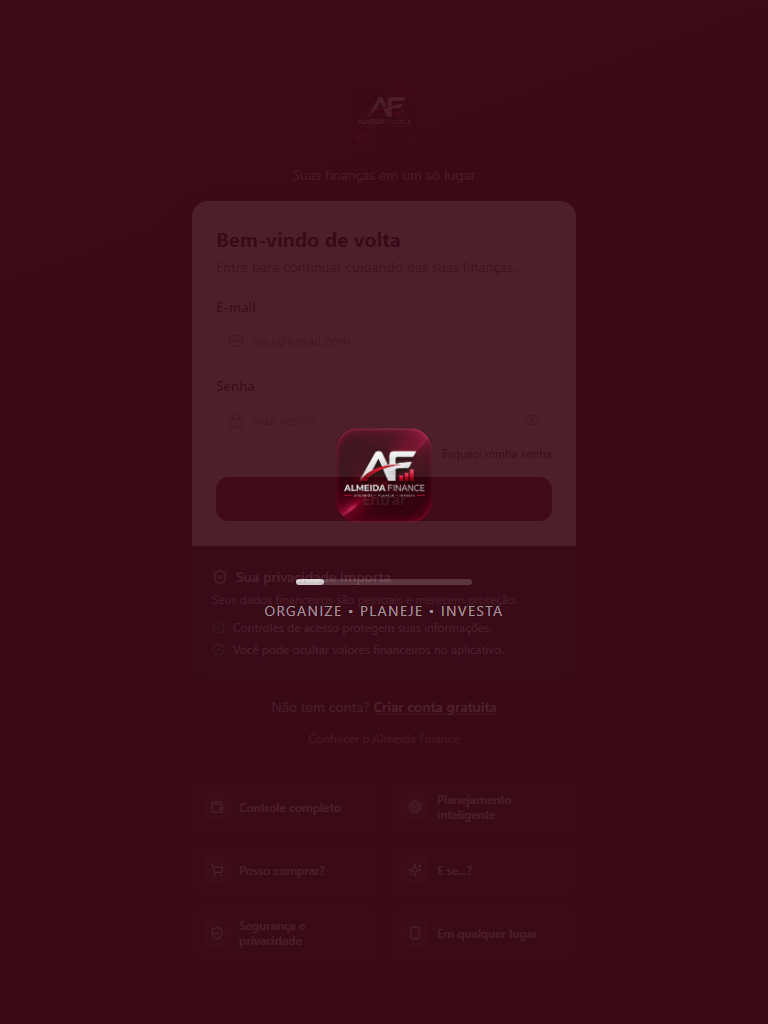 AF
ALMEIDA FINANCE
Suas finanças em um só lugar
Bem-vindo de volta
Entre para continuar cuidando das suas finanças.
E-mail
seu@email.com
Senha
Sua senha
Esqueci minha senha
AF
ALMEIDA FINANCE
ORGANIZE • PLANEJE • INVISTA
Entrar
Sua privacidade importa
Seus dados financeiros são pessoais e merecem proteção.
ORGANIZE • PLANEJE • INVESTA
Controles de acesso protegem suas informações.
Você pode ocultar valores financeiros no aplicativo.
Não tem conta? Criar conta gratuita
Conhecer o Almeida Finance
Controle completo
Planejamento
inteligente
Posso comprar?
E se...?
Segurança e
privacidade
Em qualquer lugar